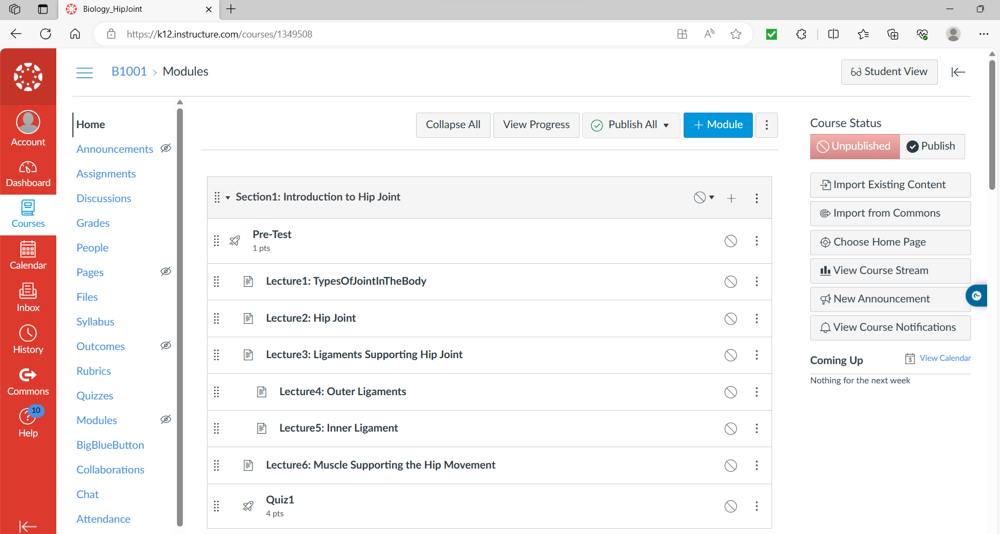 Biology_HipJoint
https://k12.instructure.com/courses/1349508
B1001 > Modules
Student View
Account
Dashboard
Courses
Calendar
Inbox
History
Commons
10
Help
Home
Announcements
Assignments
Discussions
Grades
People
Pages
Files
Syllabus
Outcomes
Rubrics
Quizzes
Modules
BigBlueButton
Collaborations
Chat
Attendance
Collapse All
View Progress
Publish All
+ Module
Section1: Introduction to Hip Joint
Pre-Test
1 pts
Lecture1: TypesOfJointInTheBody
Lecture2: Hip Joint
Lecture3: Ligaments Supporting Hip Joint
Lecture4: Outer Ligaments
Lecture5: Inner Ligament
Lecture6: Muscle Supporting the Hip Movement
Quiz1
4 pts
Course Status
Unpublished
Publish
Import Existing Content
Import from Commons
Choose Home Page
View Course Stream
New Announcement
View Course Notifications
Coming Up
3
View Calendar
Nothing for the next week